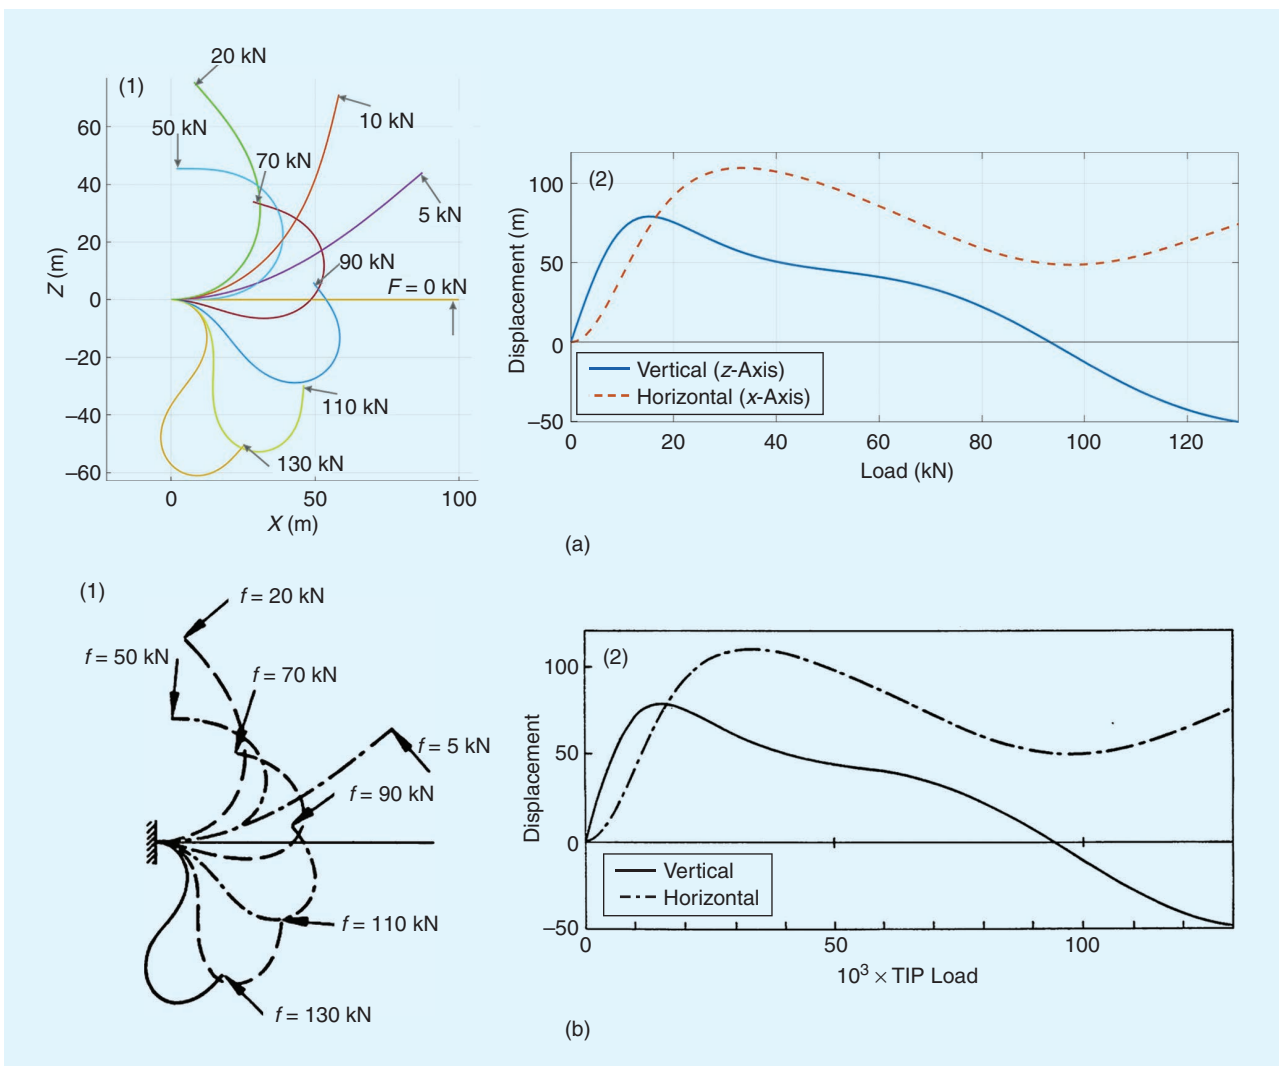 (1)
20 kN
50 kN
10 kN
70 kN
5 kN
90 kN
F = 0 kN
110 kN
130 kN
60
40
20
0
–20
–40
–60
Z (m)
0
50
100
X (m)
(2)
100
50
0
–50
Displacement (m)
Vertical (z-Axis)
Horizontal (x-Axis)
0
20
40
60
80
100
120
Load (kN)
(a)
(1)
f = 20 kN
f = 50 kN
f = 70 kN
f = 5 kN
f = 90 kN
f = 110 kN
f = 130 kN
(2)
100
50
0
–50
Displacement
Vertical
Horizontal
0
50
100
10³ × TIP Load
(b)